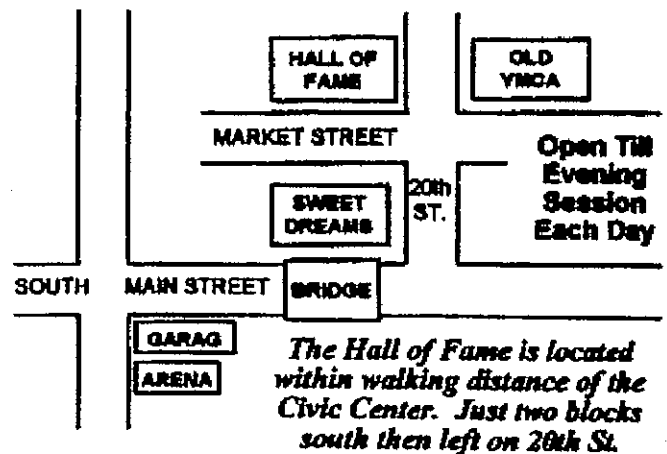 HALL OF
FAME
OLD
YMCA
MARKET STREET
Open Till
Evening
Session
Each Day
20th
ST.
SWEET
DREAMS
SOUTH MAIN STREET
BRIDGE
GARAG
ARENA
The Hall of Fame is located
within walking distance of the
Civic Center. Just two blocks
south then left on 20th St.